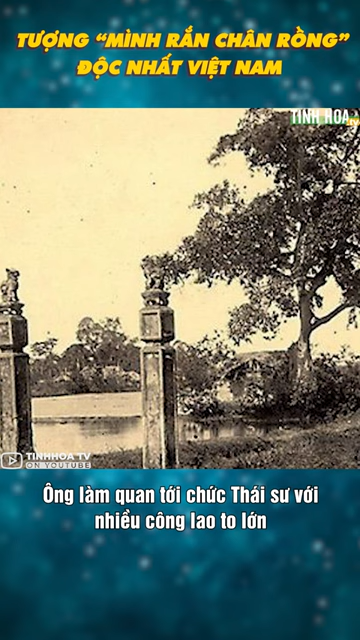 TƯỢNG “MÌNH RẮN CHÂN RỒNG”
ĐỘC NHẤT VIỆT NAM
TINH HOA
TV
TINHHOA TV
ON YOUTUBE
Ông làm quan tới chức Thái sư với
nhiều công lao to lớn